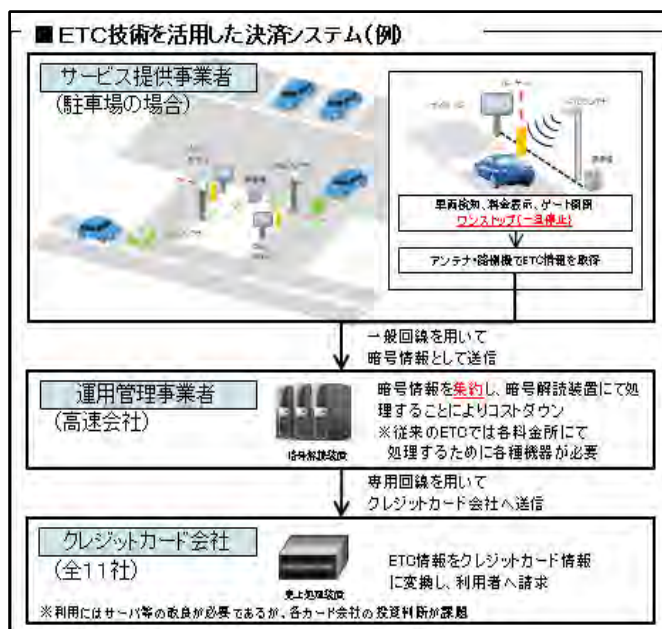 ■ETC技術を活用した決済システム(例)
サービス提供事業者
(駐車場の場合)
車両検知、料金表示、ゲート開閉
ワンストップ(一旦停止)
アンテナ・路側機でETC情報を取得
一般回線を用いて
暗号情報として送信
運用管理事業者
(高速会社)
暗号解読装置
暗号情報を集約し、暗号解読装置にて処
理することによりコストダウン
※従来のETCでは各料金所にて
処理するために各種機器が必要
専用回線を用いて
クレジットカード会社へ送信
クレジットカード会社
(全11社)
売上処理装置
ETC情報をクレジットカード情報
に変換し、利用者へ請求
※利用にはサーバ等の改良が必要であるが、各カード会社の投資判断が課題